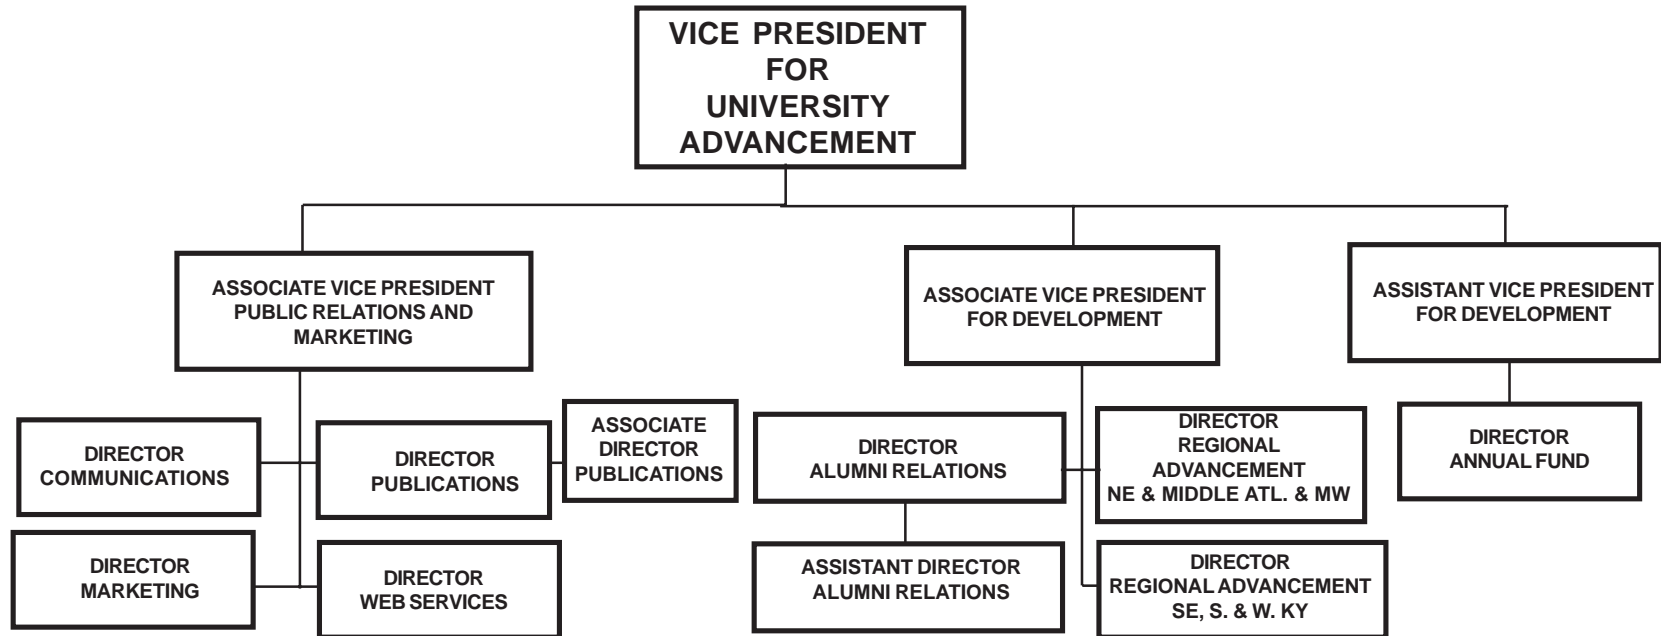 VICE PRESIDENT
FOR
UNIVERSITY
ADVANCEMENT
ASSOCIATE VICE PRESIDENT
PUBLIC RELATIONS AND
MARKETING
ASSOCIATE VICE PRESIDENT
FOR DEVELOPMENT
ASSISTANT VICE PRESIDENT
FOR DEVELOPMENT
DIRECTOR
COMMUNICATIONS
DIRECTOR
PUBLICATIONS
ASSOCIATE
DIRECTOR
PUBLICATIONS
DIRECTOR
ALUMNI RELATIONS
DIRECTOR
REGIONAL
ADVANCEMENT
NE & MIDDLE ATL. & MW
DIRECTOR
ANNUAL FUND
DIRECTOR
MARKETING
DIRECTOR
WEB SERVICES
ASSISTANT DIRECTOR
ALUMNI RELATIONS
DIRECTOR
REGIONAL ADVANCEMENT
SE, S. & W. KY